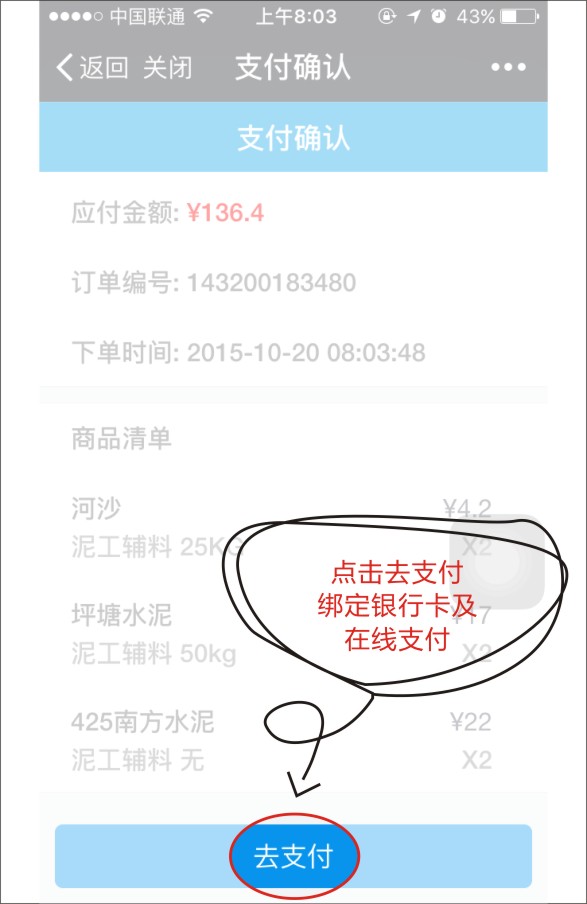 中国联通 上午8:03 43%
返回 关闭 支付确认
支付确认
应付金额: ¥136.4
订单编号: 143200183480
下单时间: 2015-10-20 08:03:48
商品清单
河沙 ¥4.2
泥工辅料 25KG X2
点击去支付
绑定银行卡及
在线支付
坪塘水泥 ¥17
泥工辅料 50kg X2
425南方水泥 ¥22
泥工辅料 无 X2
去支付